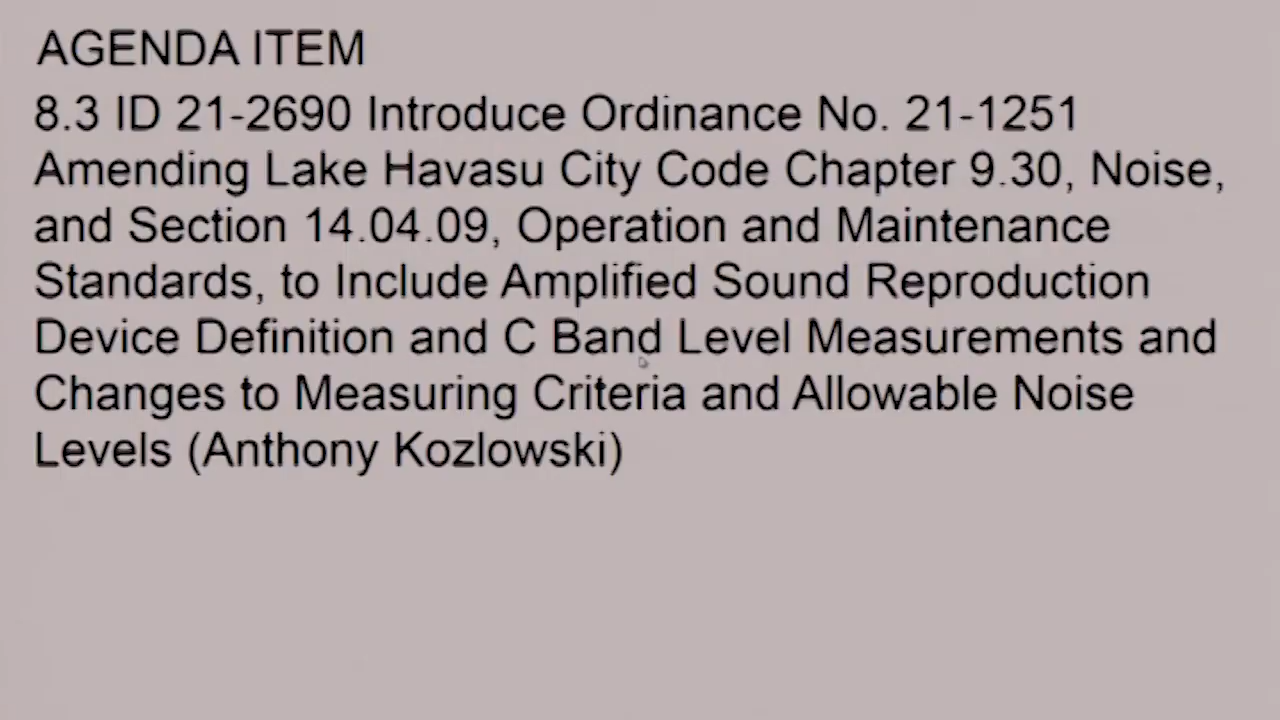 AGENDA ITEM
8.3 ID 21-2690 Introduce Ordinance No. 21-1251
Amending Lake Havasu City Code Chapter 9.30, Noise,
and Section 14.04.09, Operation and Maintenance
Standards, to Include Amplified Sound Reproduction
Device Definition and C Band Level Measurements and
Changes to Measuring Criteria and Allowable Noise
Levels (Anthony Kozlowski)